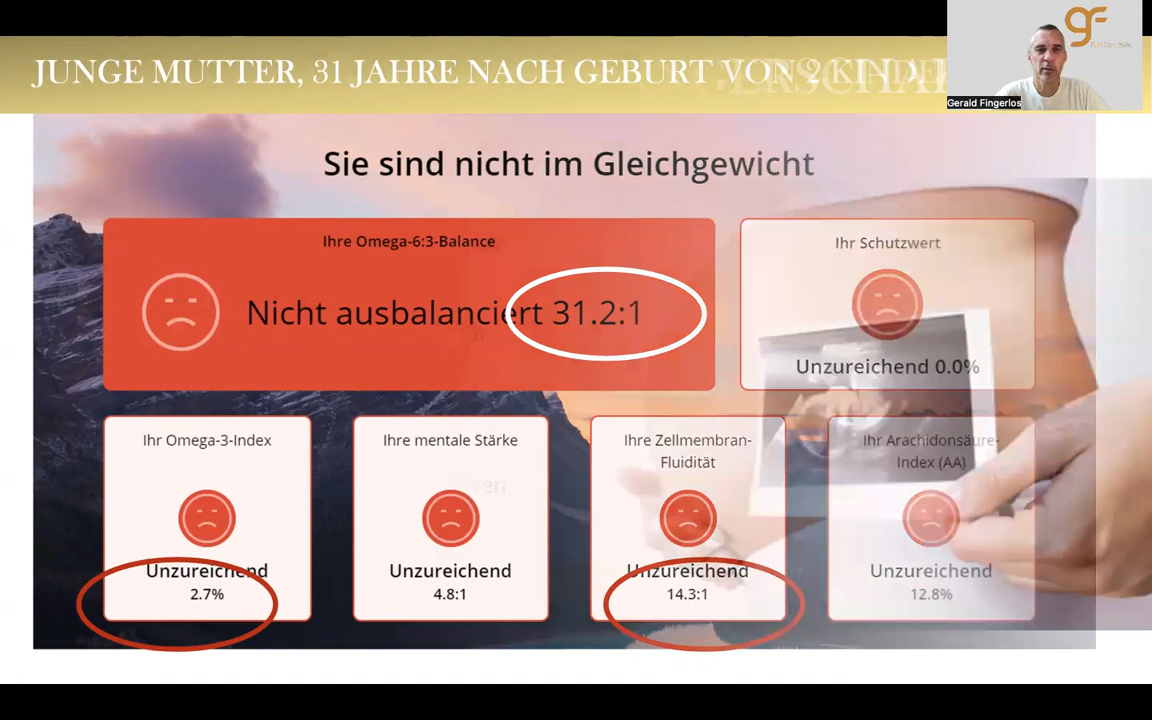 JUNGE MUTTER, 31 JAHRE NACH GEBURT VON 2 KIND
gf
Gerald Fingerlos
Sie sind nicht im Gleichgewicht
Ihre Omega-6:3-Balance
Nicht ausbalanciert 31.2:1
Ihr Schutzwert
Unzureichend 0.0%
Ihr Omega-3-Index
Unzureichend
2.7%
Ihre mentale Stärke
Unzureichend
4.8:1
Ihre Zellmembran-
Fluidität
Unzureichend
14.3:1
Ihr Arachidonsäure-
Index (AA)
Unzureichend
12.8%